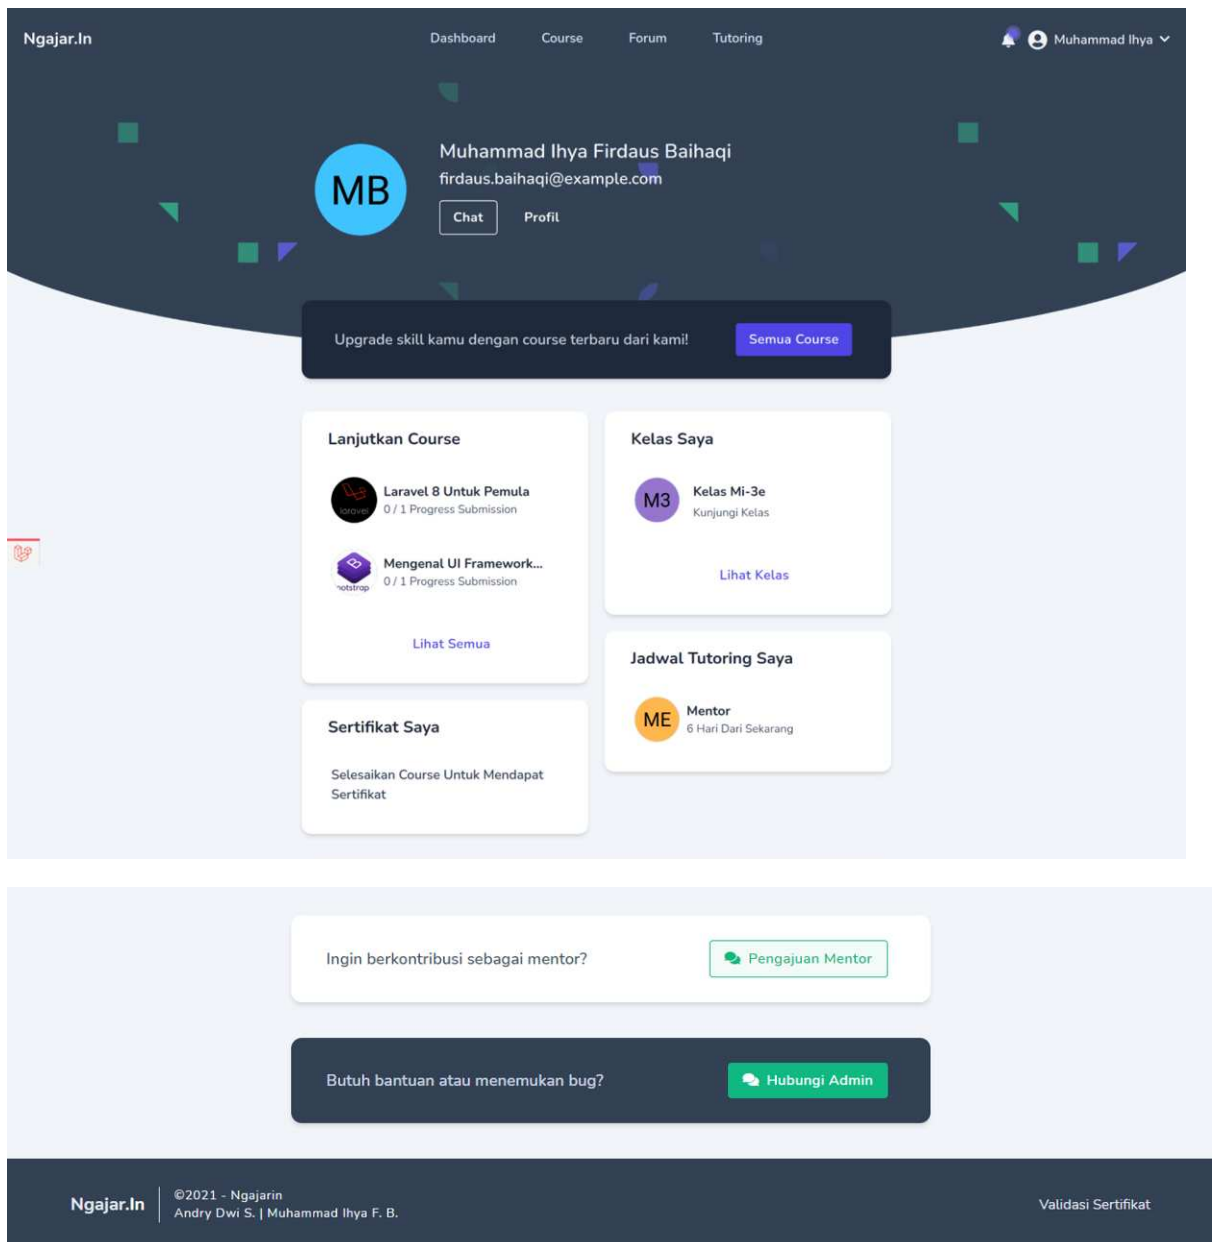 Ngajar.In
Dashboard Course Forum Tutoring
Muhammad Ihya
MB
Muhammad Ihya Firdaus Baihaqi
firdaus.baihaqi@example.com
Chat Profil
Upgrade skill kamu dengan course terbaru dari kami!
Semua Course
Lanjutkan Course
laravel
Laravel 8 Untuk Pemula
0 / 1 Progress Submission
B
ootstrap
Mengenal UI Framework...
0 / 1 Progress Submission
Lihat Semua
Sertifikat Saya
Selesaikan Course Untuk Mendapat
Sertifikat
Kelas Saya
M3
Kelas Mi-3e
Kunjungi Kelas
Lihat Kelas
Jadwal Tutoring Saya
ME
Mentor
6 Hari Dari Sekarang
Ingin berkontribusi sebagai mentor?
Pengajuan Mentor
Butuh bantuan atau menemukan bug?
Hubungi Admin
Ngajar.In
©2021 - Ngajarin
Andry Dwi S. | Muhammad Ihya F. B.
Validasi Sertifikat